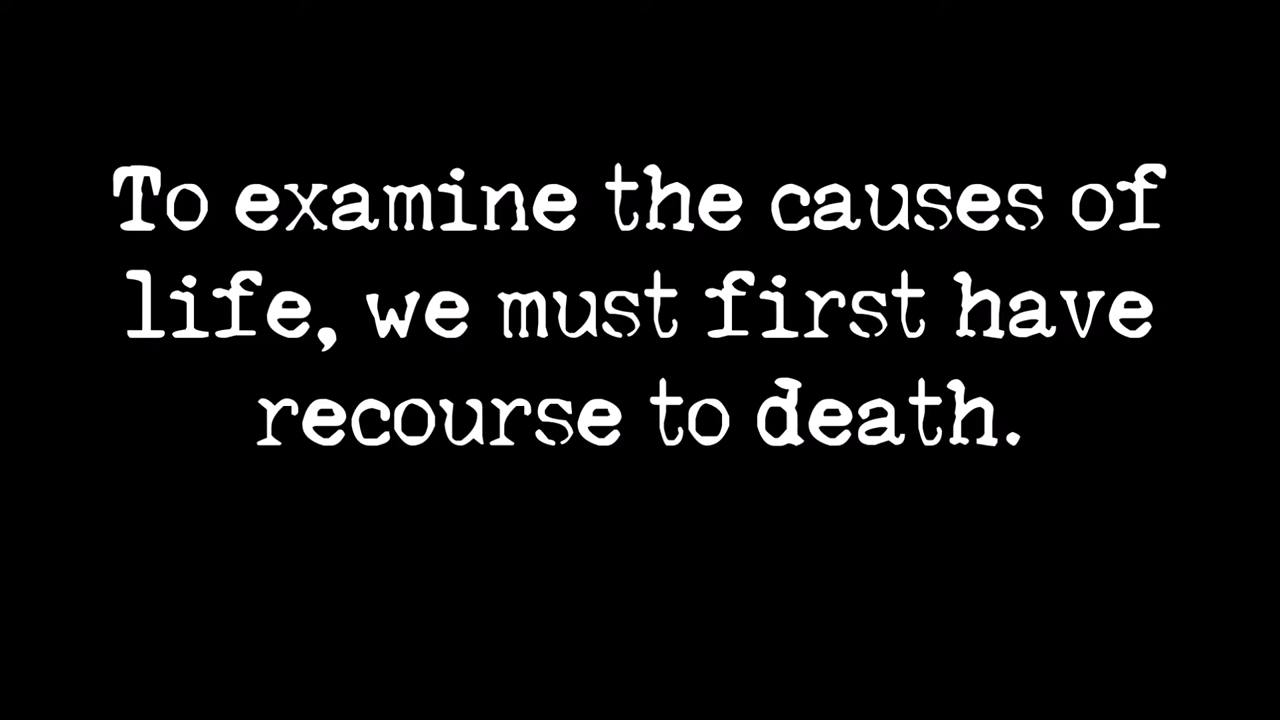 To examine the causes of
life, we must first have
recourse to death.